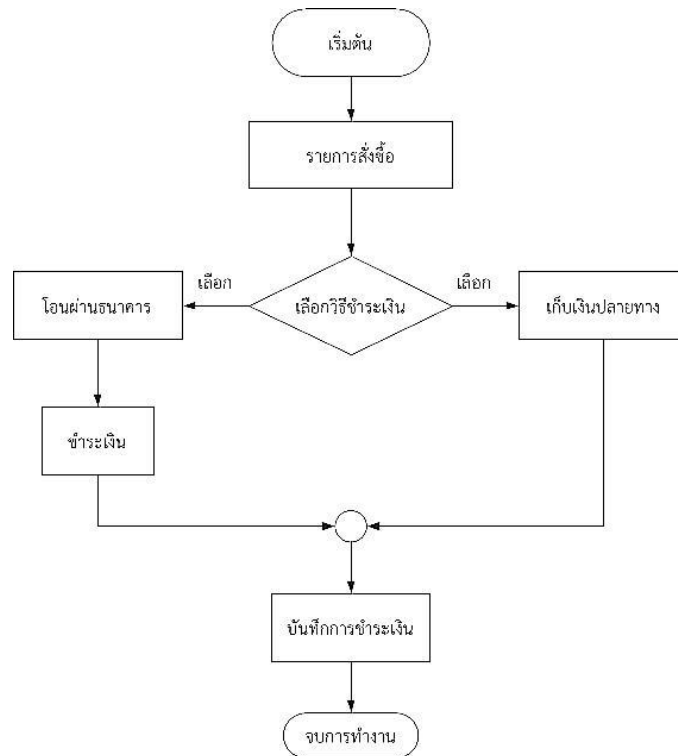 เริ่มต้น
รายการสั่งซื้อ
เลือก
เลือก
โอนผ่านธนาคาร
เลือกวิธีชำระเงิน
เก็บเงินปลายทาง
ชำระเงิน
บันทึกการชำระเงิน
จบการทำงาน